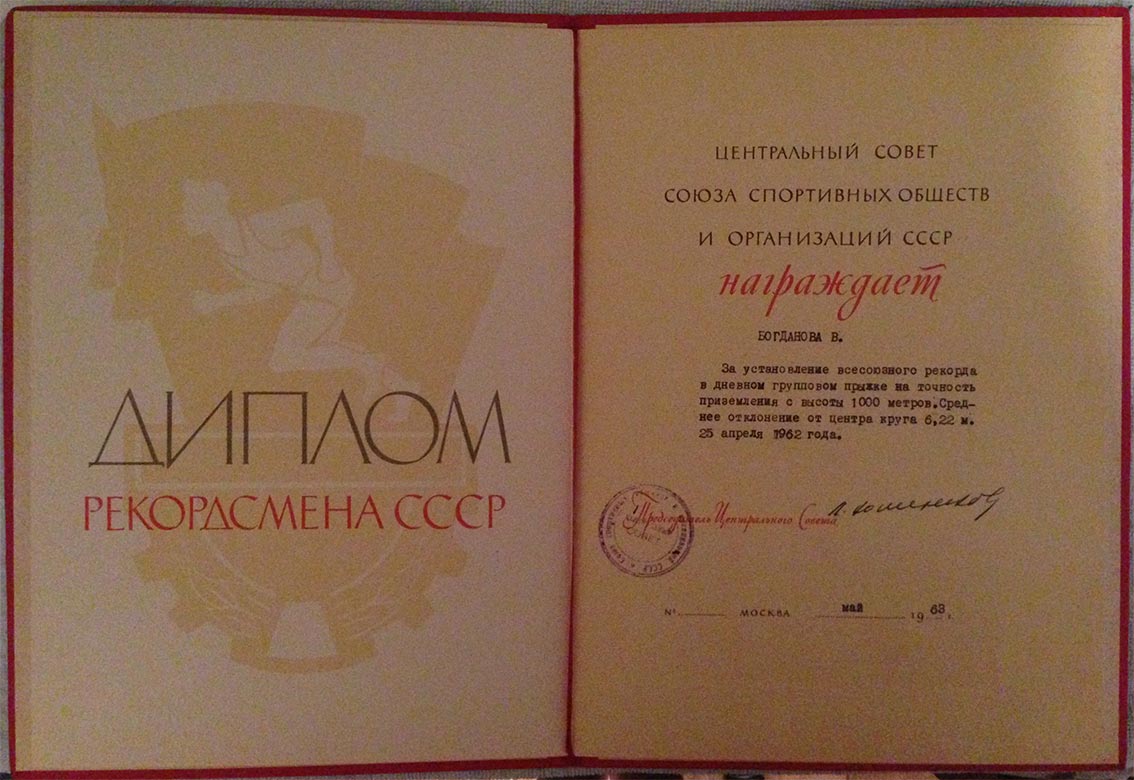 ДИПЛОМ
РЕКОРДСМЕНА СССР
ЦЕНТРАЛЬНЫЙ СОВЕТ
СОЮЗА СПОРТИВНЫХ ОБЩЕСТВ
И ОРГАНИЗАЦИЙ СССР
награждает
БОГДАНОВА В.
За установление всесоюзного рекорда
в дневном групповом прыжке на точность
приземления с высоты 1000 метров.Сред-
нее отклонение от центра круга 6,22 м.
25 апреля 1962 года.
Председатель Центрального Совета
№ МОСКВА май 1963 г.